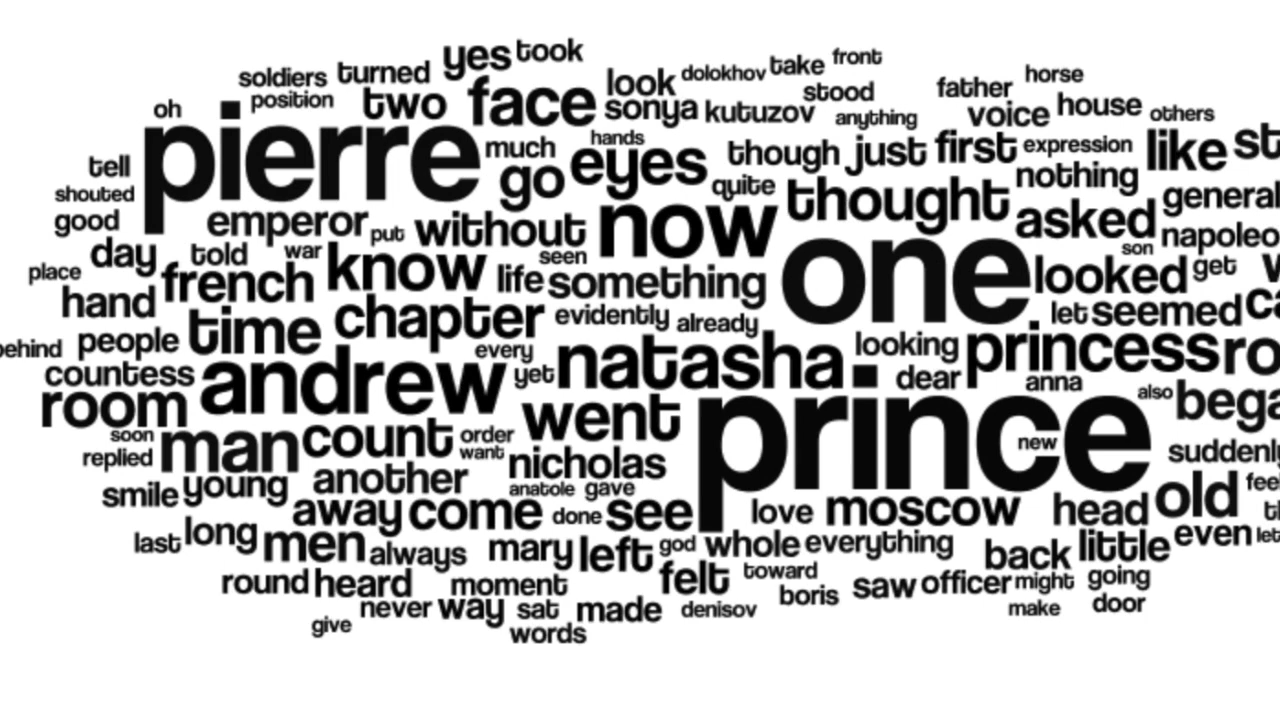 yes took
soldiers turned look dolokhov take front
oh position two face sonya kutuzov stood anything father horse
voice house others
pierre much hands though just first expression like
tell go eyes quite thought nothing
shouted
good emperor put without now asked general
day told war know seen one son
place french life something looked get
hand chapter evidently already let seemed
people time every natasha looking princess
countess andrew yet dear anna also
room went prince
soon man count order new
replied want nicholas
smile young another anatole gave old
away come done see love moscow head
last long men always mary left god whole everything back little even
round heard moment felt toward boris saw officer might going
never way sat made denisov make door
give words